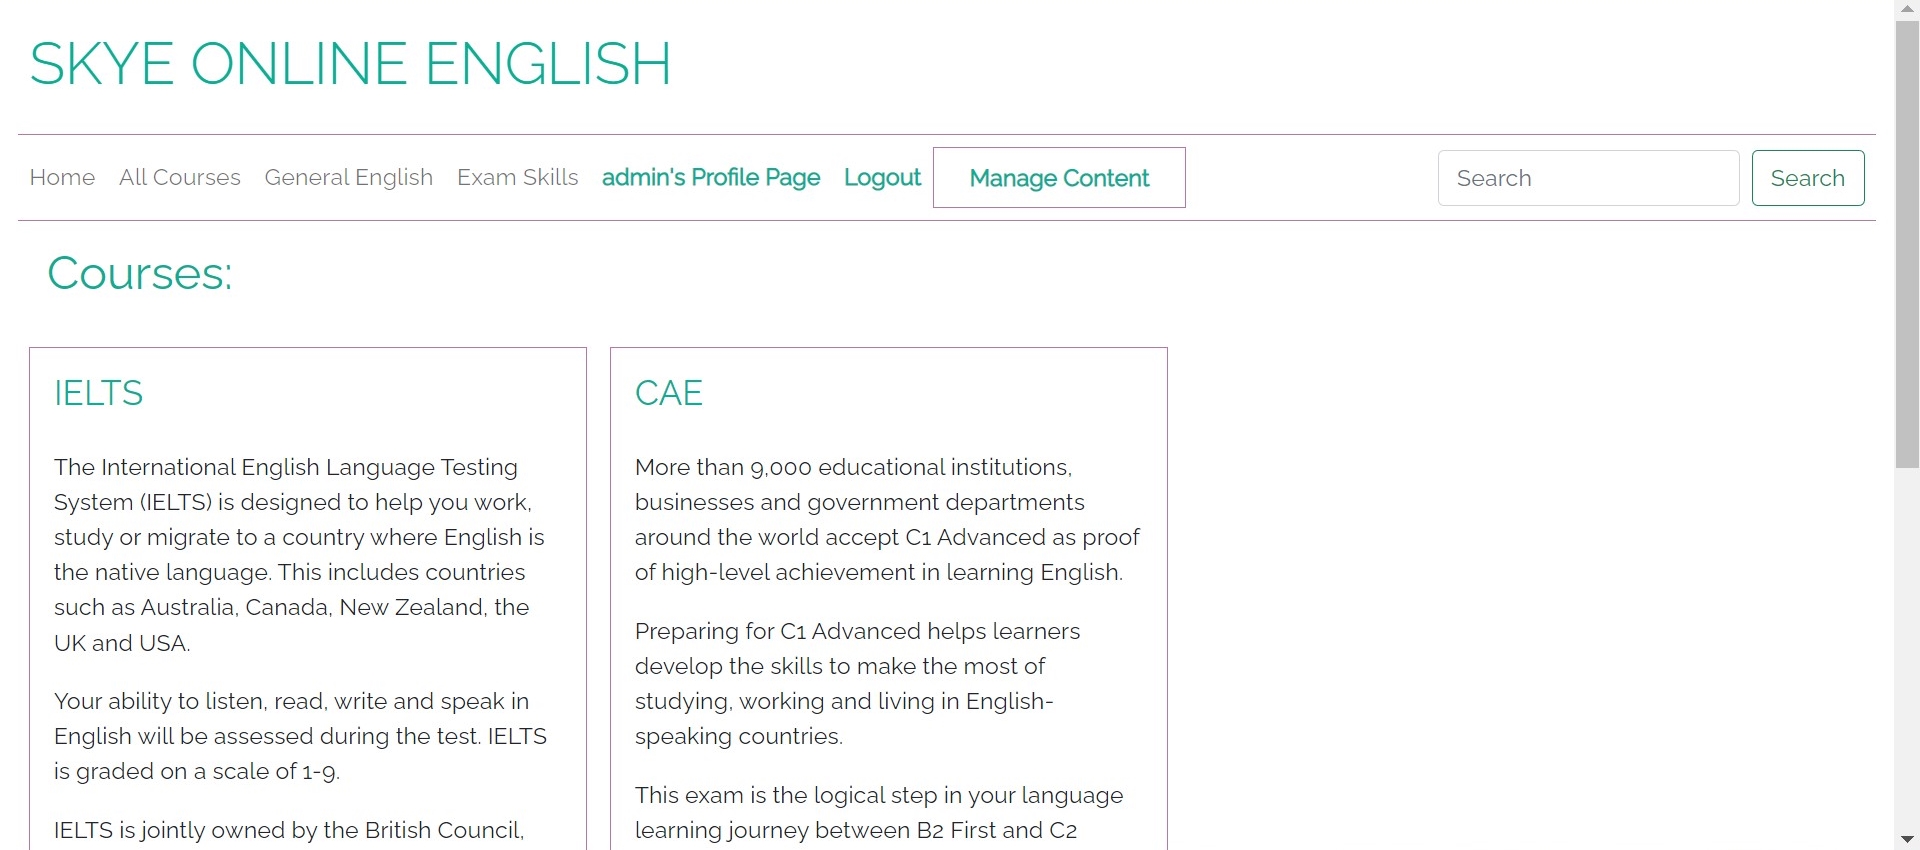 SKYE ONLINE ENGLISH
Home All Courses General English Exam Skills admin's Profile Page Logout Manage Content Search Search
Courses:
IELTS
The International English Language Testing
System (IELTS) is designed to help you work,
study or migrate to a country where English is
the native language. This includes countries
such as Australia, Canada, New Zealand, the
UK and USA.
Your ability to listen, read, write and speak in
English will be assessed during the test. IELTS
is graded on a scale of 1-9.
IELTS is jointly owned by the British Council,
CAE
More than 9,000 educational institutions,
businesses and government departments
around the world accept C1 Advanced as proof
of high-level achievement in learning English.
Preparing for C1 Advanced helps learners
develop the skills to make the most of
studying, working and living in English-
speaking countries.
This exam is the logical step in your language
learning journey between B2 First and C2